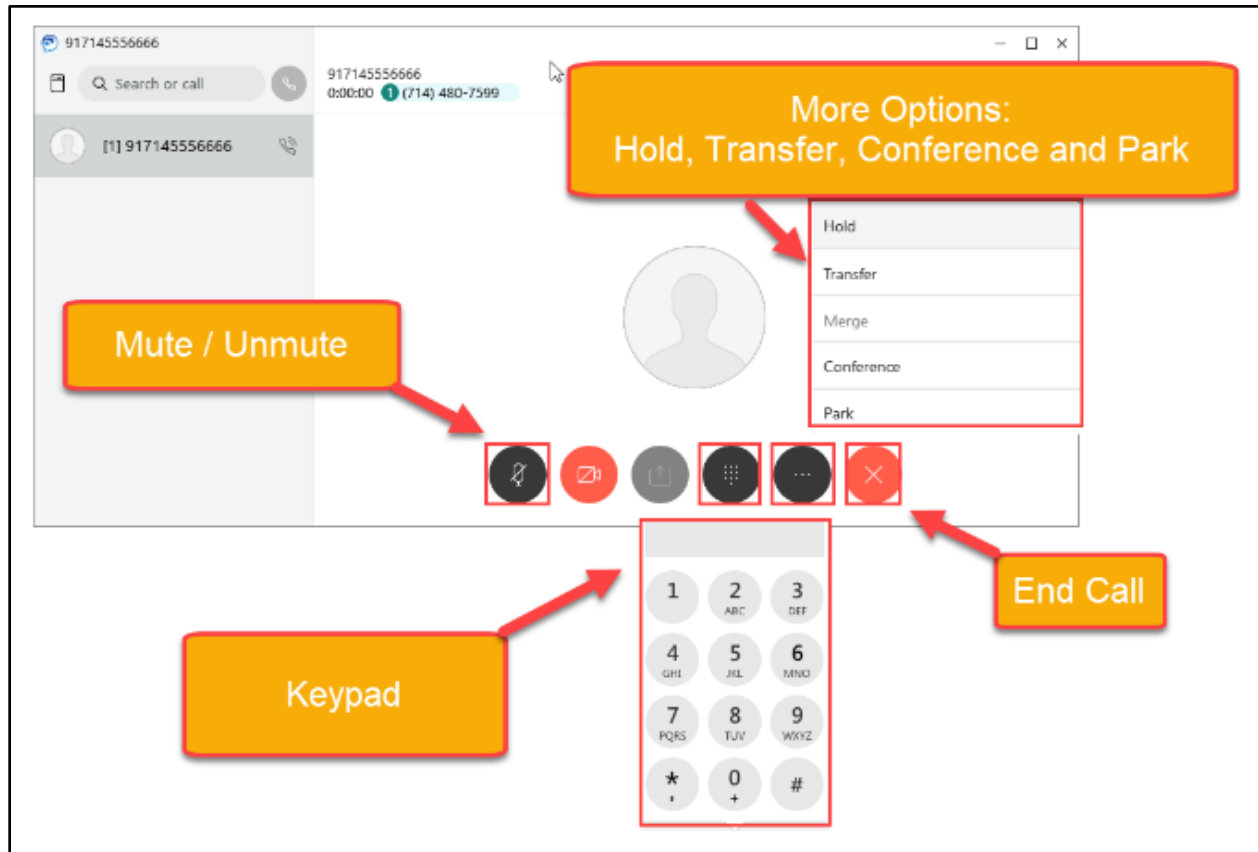 917145556666
Search or call
917145556666
0:00:00 1 (714) 480-7599
[1] 917145556666
More Options:
Hold, Transfer, Conference and Park
Hold
Transfer
Merge
Conference
Park
Mute / Unmute
End Call
Keypad
1 2 3
ABC DEF
4 5 6
GHI JKL MNO
7 8 9
PQRS TUV WXYZ
* 0 #
, +